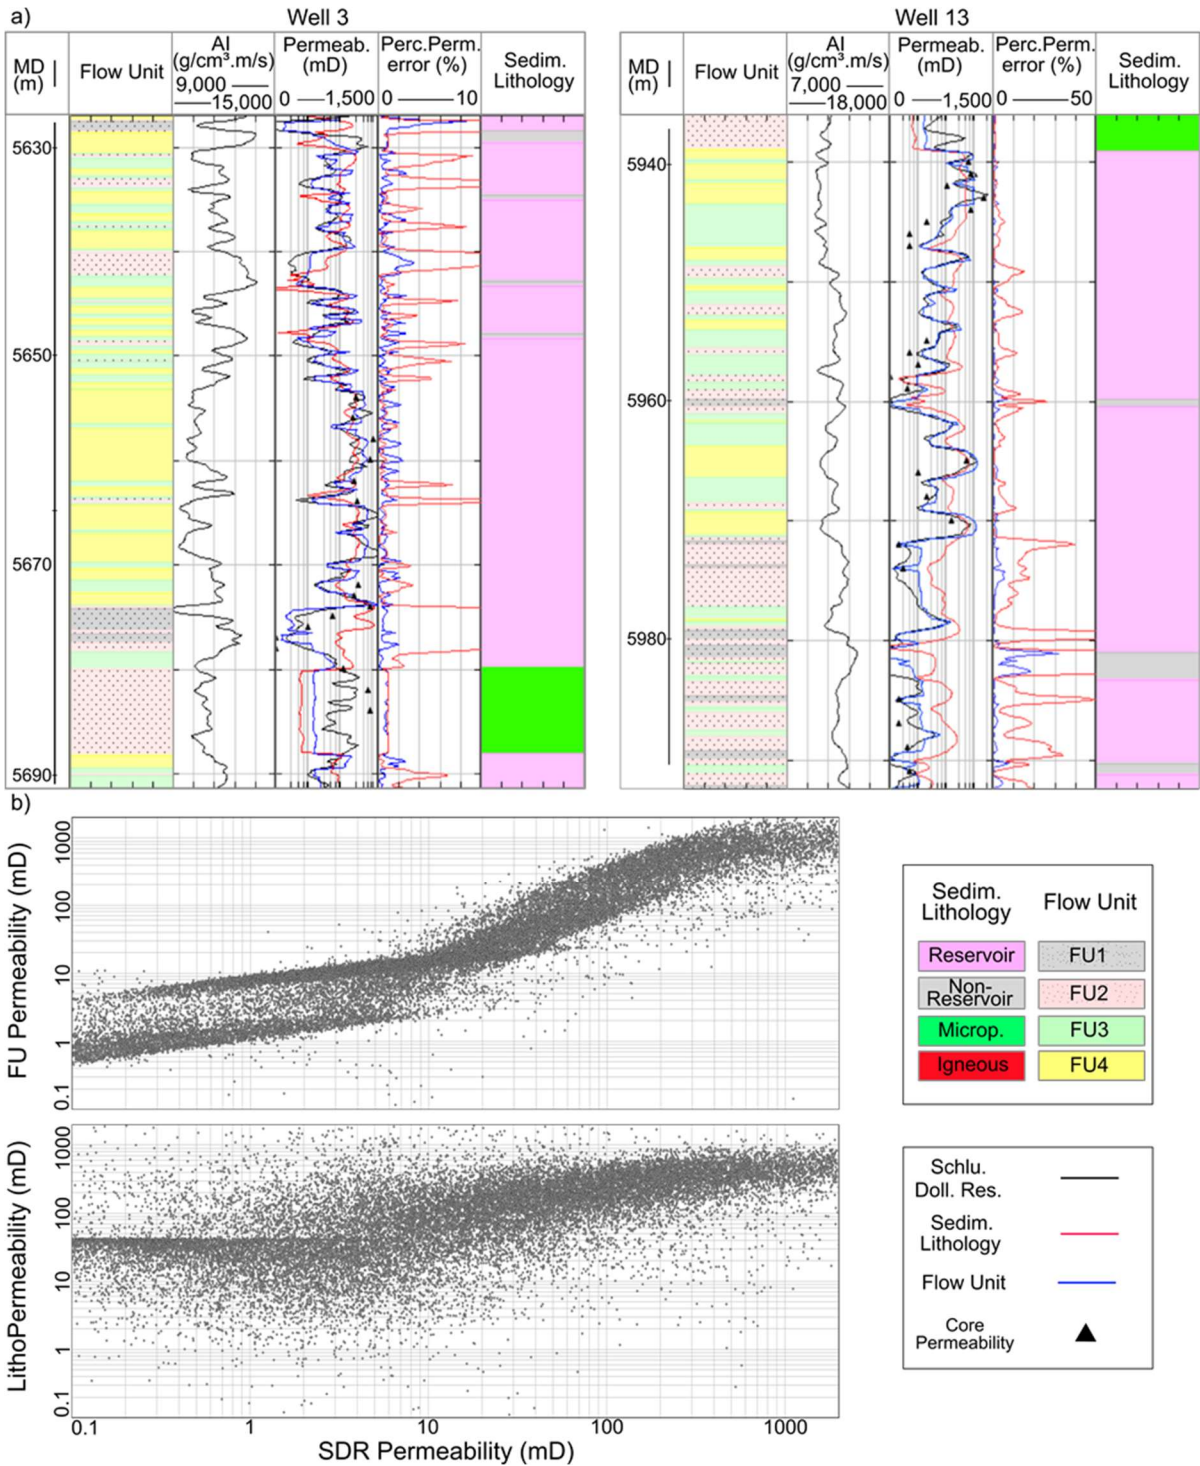 a)
Well 3
MD
(m)
Flow Unit
AI
(g/cm³.m/s)
9,000
15,000
Permeab.
(mD)
0
1,500
Perc.Perm.
error (%)
0
10
Sedim.
Lithology
5630
5650
5670
5690
Well 13
MD
(m)
Flow Unit
AI
(g/cm³.m/s)
7,000
18,000
Permeab.
(mD)
0
1,500
Perc.Perm.
error (%)
0
50
Sedim.
Lithology
5940
5960
5980
b)
FU Permeability (mD)
1000
100
10
1
0.1
LithoPermeability (mD)
1000
100
10
1
0.1
0.1
1
10
100
1000
SDR Permeability (mD)
Sedim.
Lithology
Flow Unit
Reservoir
FU1
Non-
Reservoir
FU2
Microp.
FU3
Igneous
FU4
Schlu.
Doll. Res.
Sedim.
Lithology
Flow Unit
Core
Permeability